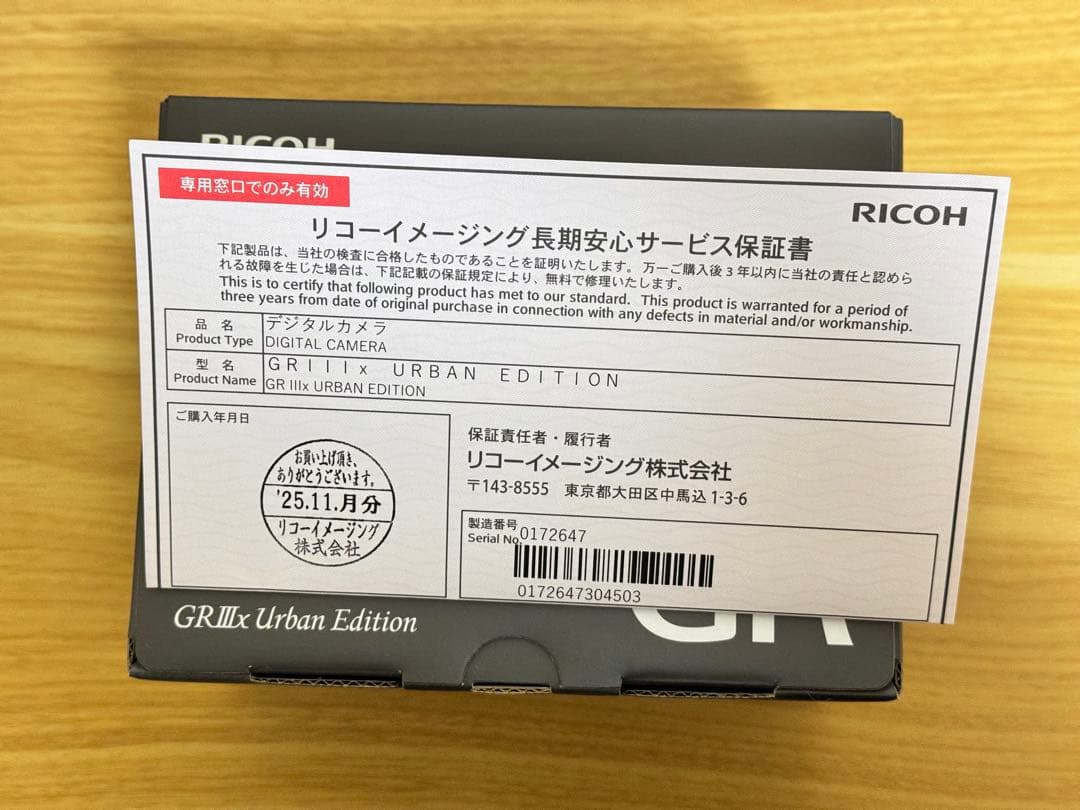 RICOH
専用窓口でのみ有効
RICOH
リコーイメージング長期安心サービス保証書
下記製品は、当社の検査に合格したものであることを証明いたします。 万一ご購入後3年以内に当社の責任と認めら
れる故障を生じた場合は、下記記載の保証規定により、無料で修理いたします。
This is to certify that following product has met to our standard. This product is warranted for a period of
three years from date of original purchase in connection with any defects in material and/or workmanship.
品 名
Product Type
デジタルカメラ
DIGITAL CAMERA
型 名
Product Name
GRIIIx URBAN EDITION
GR IIIx URBAN EDITION
ご購入年月日
お買い上げ頂き、
ありがとうございます。
'25.11.月分
リコーイメージング
株式会社
保証責任者・履行者
リコーイメージング株式会社
〒143-8555 東京都大田区中馬込 1-3-6
製造番号
Serial No.
0172647
0172647304503
GRⅢx Urban Edition
GR